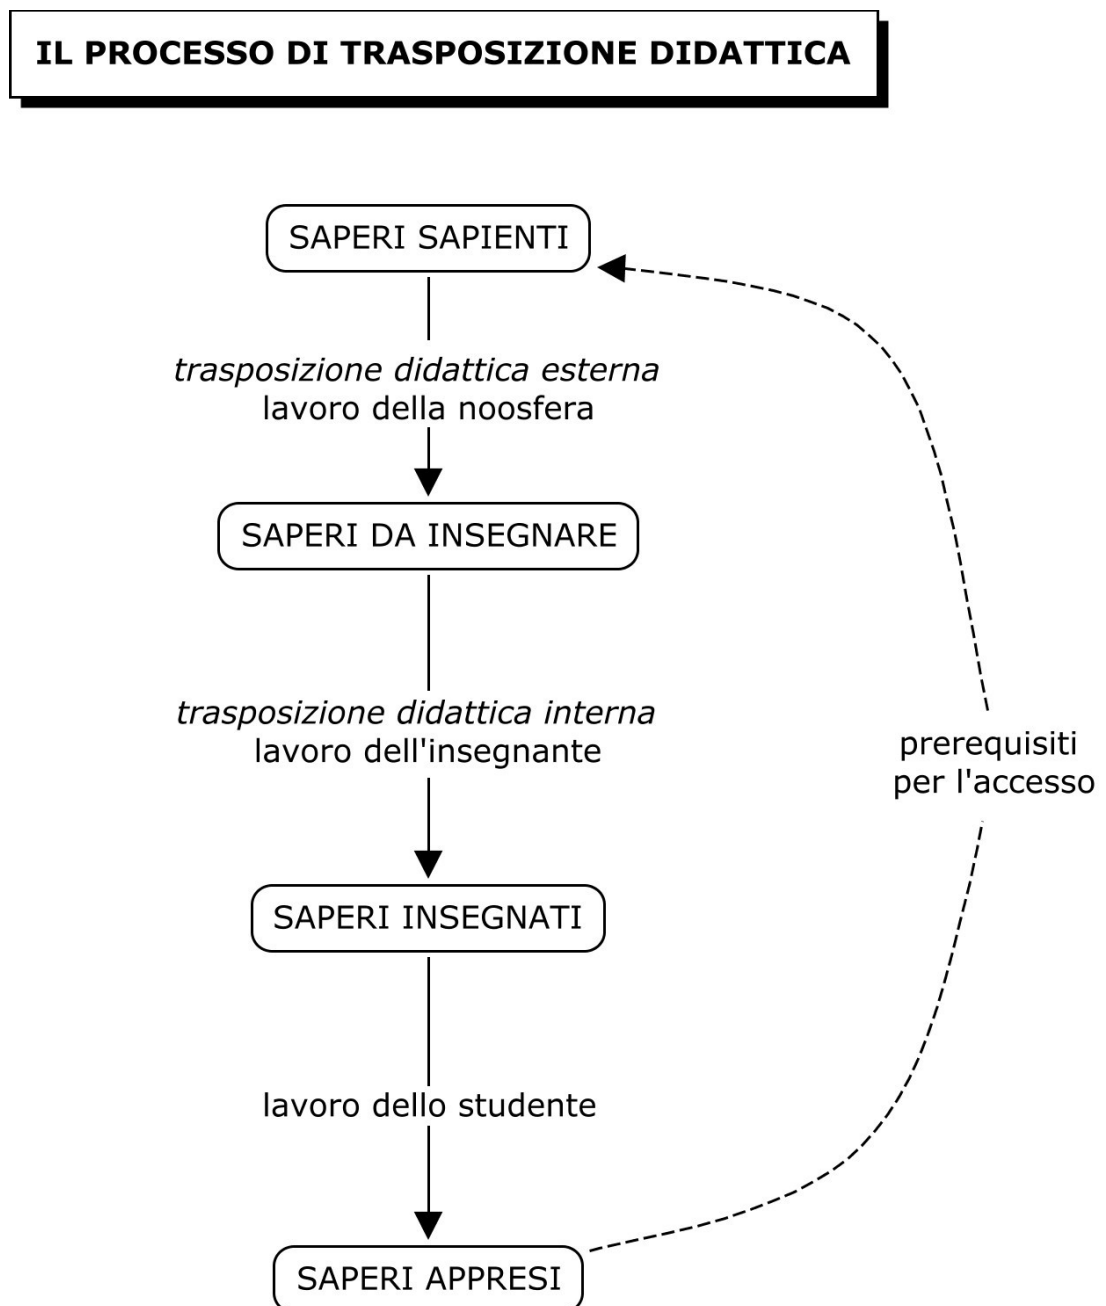 IL PROCESSO DI TRASPOSIZIONE DIDATTICA
SAPERI SAPIENTI
trasposizione didattica esterna
lavoro della noosfera
SAPERI DA INSEGNARE
trasposizione didattica interna
lavoro dell'insegnante
prerequisiti
per l'accesso
SAPERI INSEGNATI
lavoro dello studente
SAPERI APPRESI